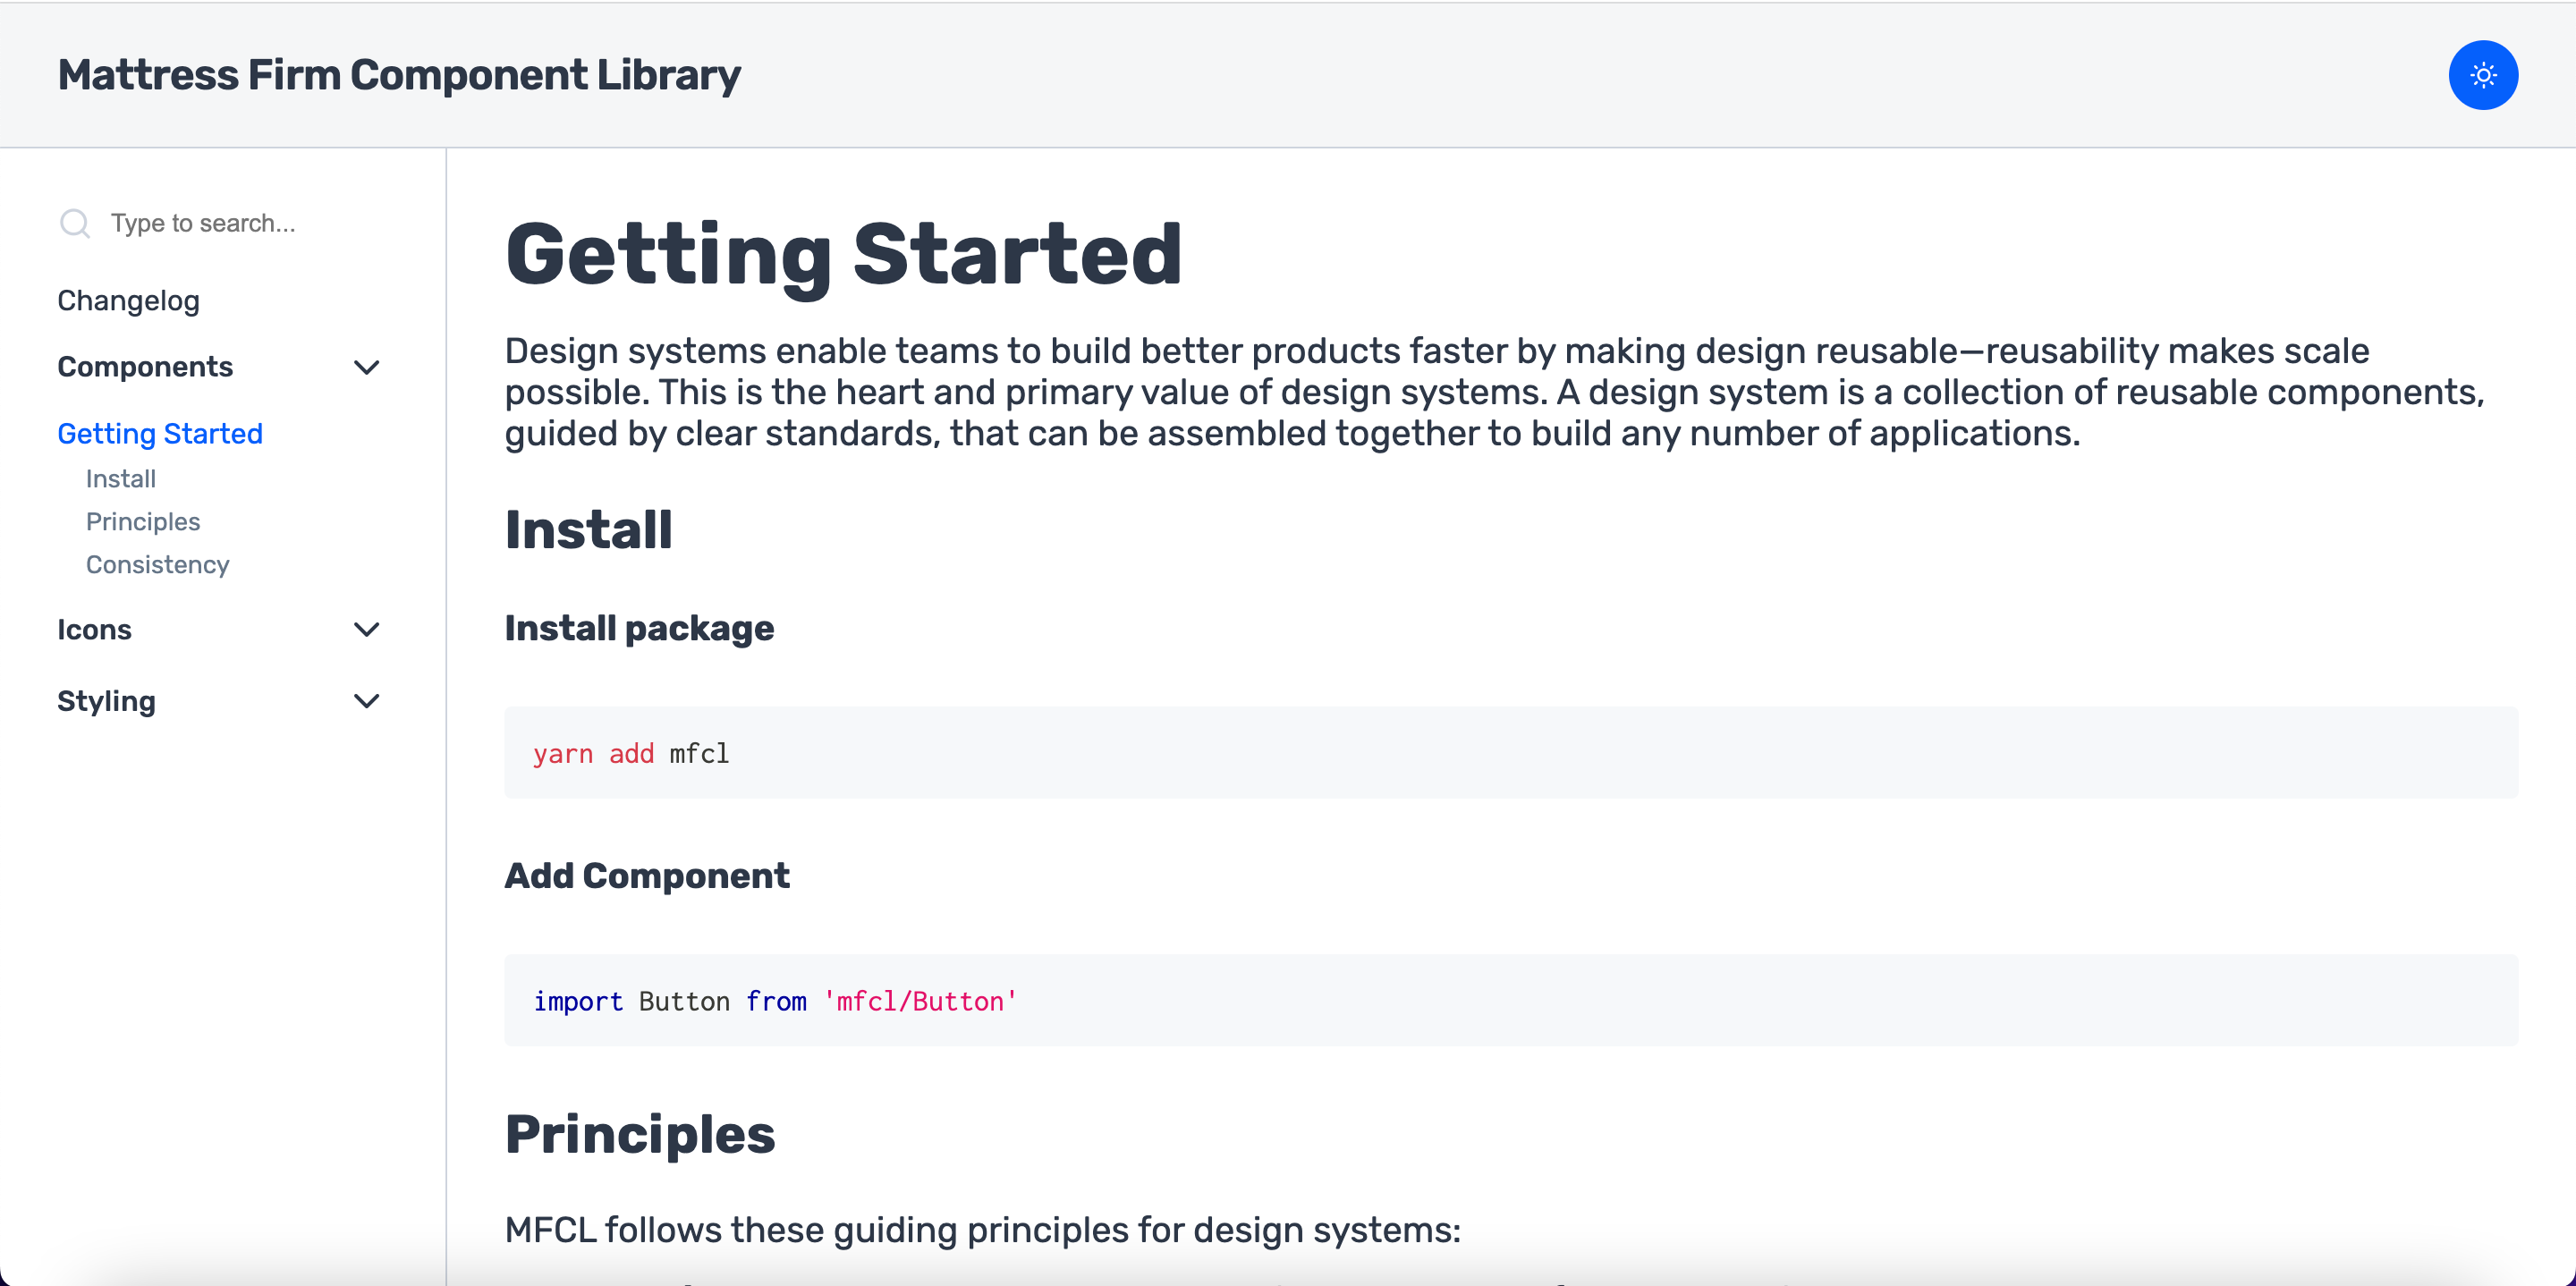 Mattress Firm Component Library
Type to search...
Changelog
Components
Getting Started
Install
Principles
Consistency
Icons
Styling
Getting Started
Design systems enable teams to build better products faster by making design reusable—reusability makes scale
possible. This is the heart and primary value of design systems. A design system is a collection of reusable components,
guided by clear standards, that can be assembled together to build any number of applications.
Install
Install package
yarn add mfcl
Add Component
import Button from 'mfcl/Button'
Principles
MFCL follows these guiding principles for design systems: